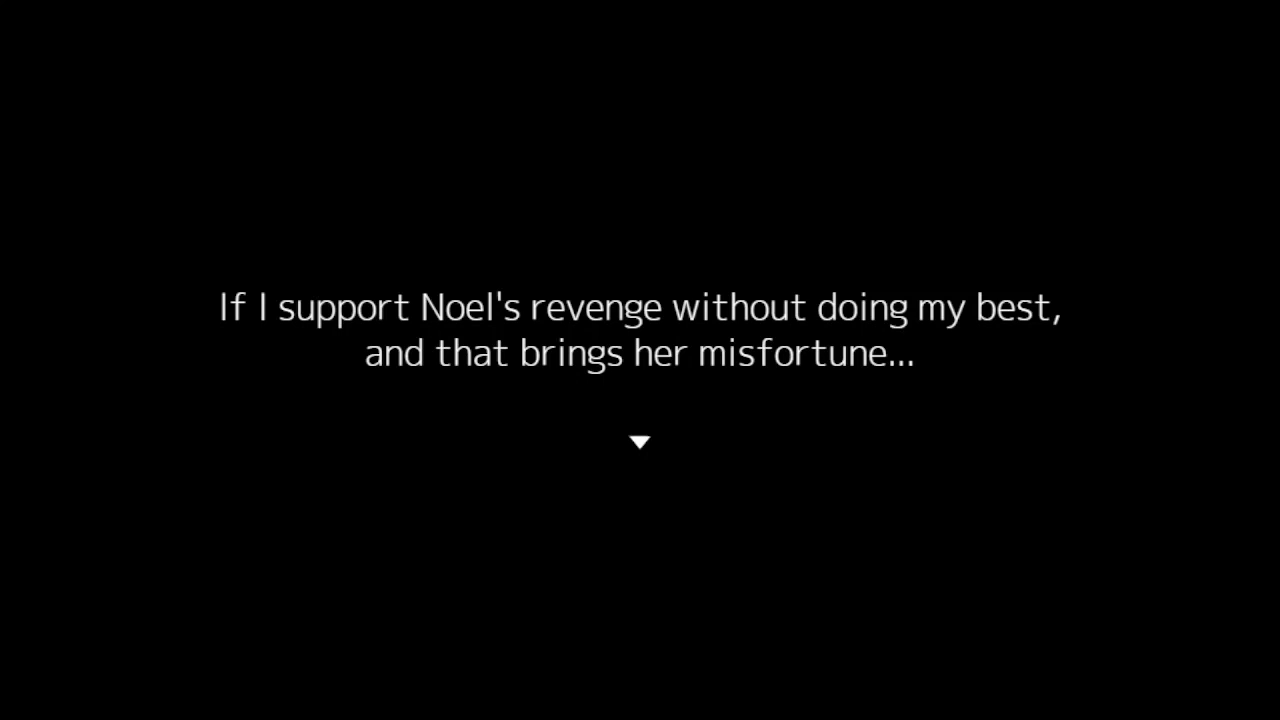 If I support Noel's revenge without doing my best,
and that brings her misfortune...